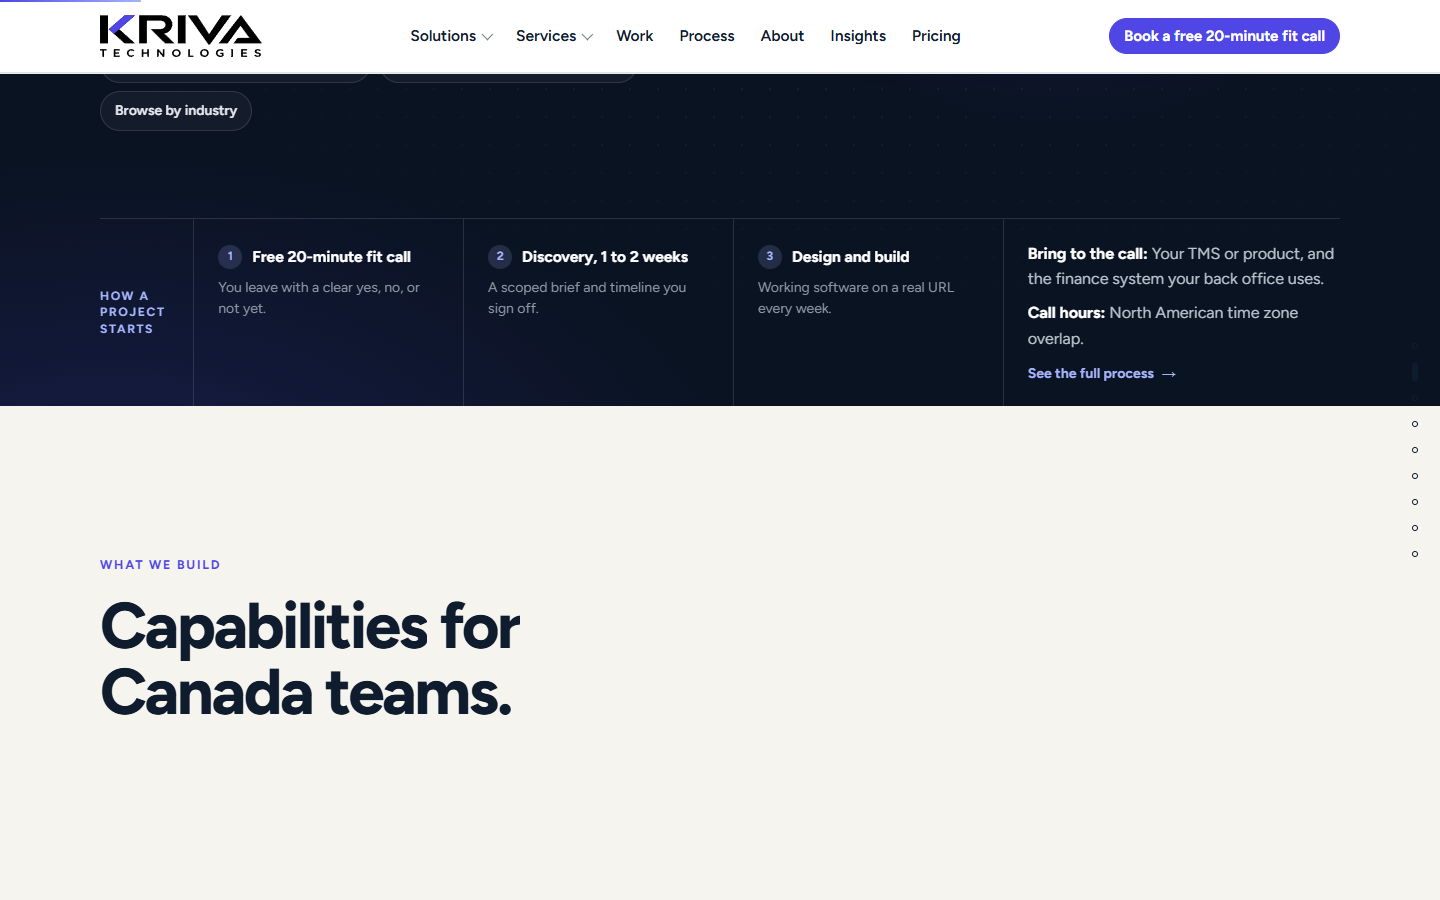 KRIVA
TECHNOLOGIES
Solutions
Services
Work
Process
About
Insights
Pricing
Book a free 20-minute fit call
Browse by industry
HOW A
PROJECT
STARTS
1
Free 20-minute fit call
You leave with a clear yes, no, or
not yet.
2
Discovery, 1 to 2 weeks
A scoped brief and timeline you
sign off.
3
Design and build
Working software on a real URL
every week.
Bring to the call: Your TMS or product, and
the finance system your back office uses.
Call hours: North American time zone
overlap.
See the full process →
WHAT WE BUILD
Capabilities for
Canada teams.